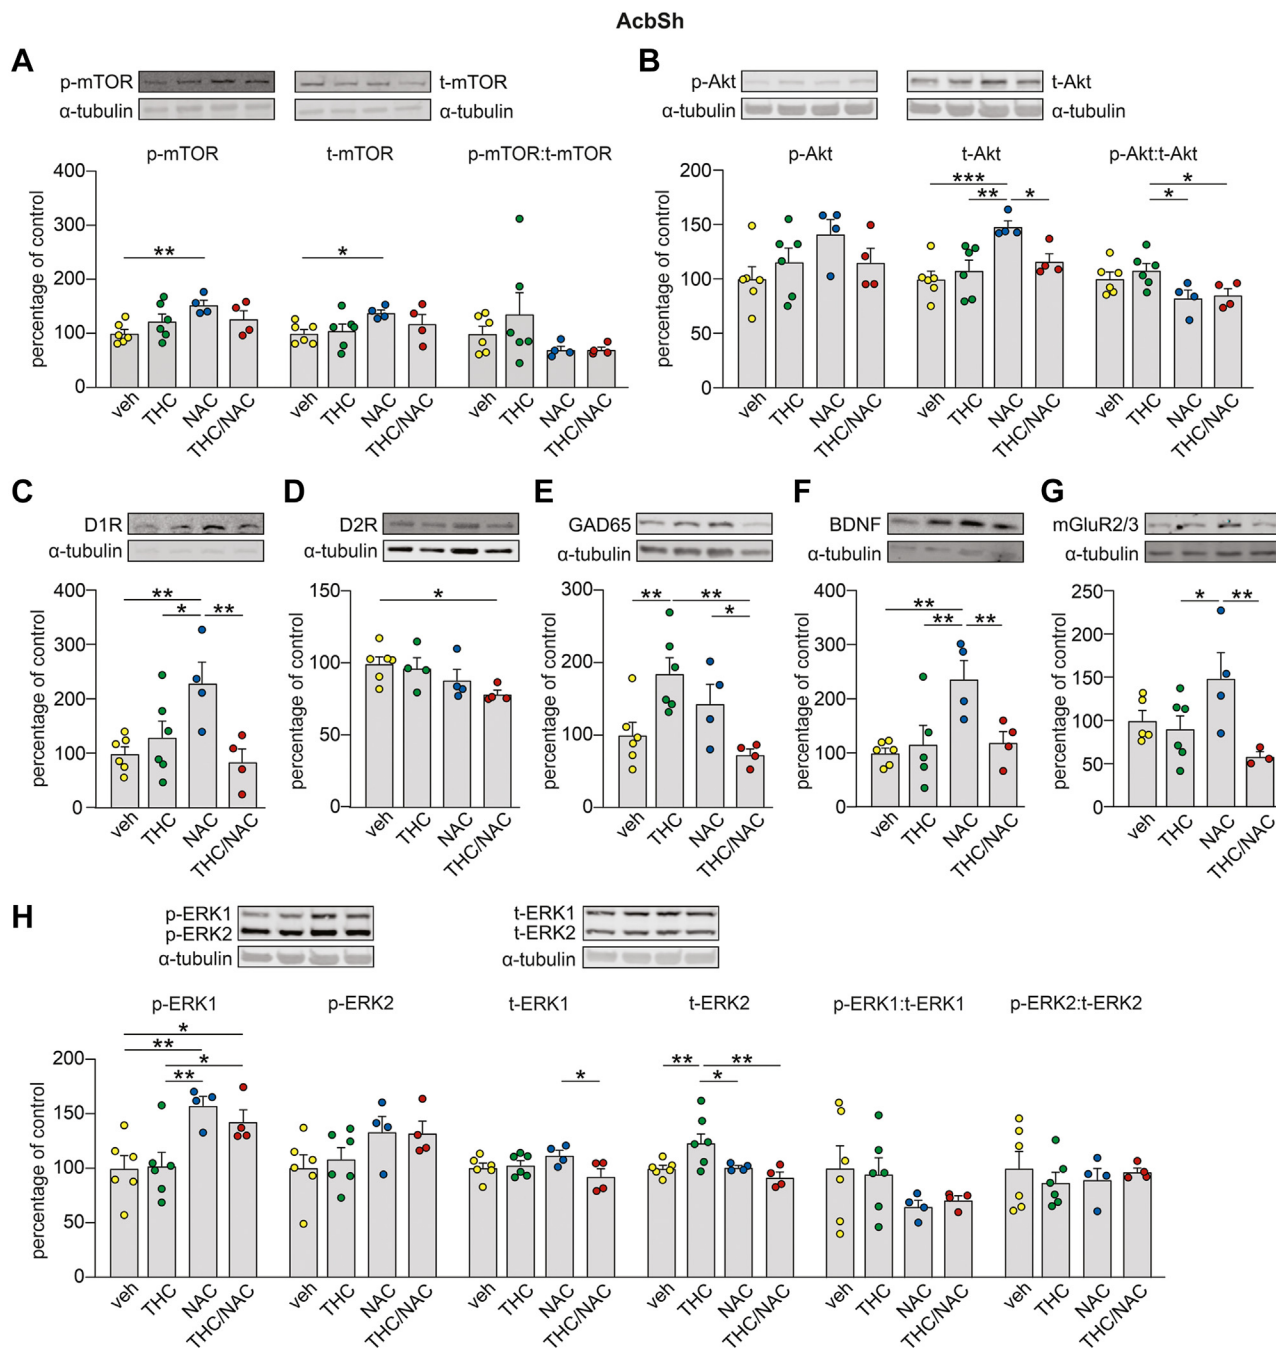 AcbSh
A
p-mTOR
t-mTOR
α-tubulin
α-tubulin
p-mTOR
t-mTOR
p-mTOR:t-mTOR
percentage of control
400
300
200
100
0
**
*
veh
THC
NAC
THC/NAC
veh
THC
NAC
THC/NAC
veh
THC
NAC
THC/NAC
B
p-Akt
t-Akt
α-tubulin
α-tubulin
p-Akt
t-Akt
p-Akt:t-Akt
percentage of control
200
150
100
50
0
***
**
*
*
*
veh
THC
NAC
THC/NAC
veh
THC
NAC
THC/NAC
veh
THC
NAC
THC/NAC
C
D1R
α-tubulin
percentage of control
400
300
200
100
0
**
*
**
veh
THC
NAC
THC/NAC
D
D2R
α-tubulin
percentage of control
150
100
50
0
*
veh
THC
NAC
THC/NAC
E
GAD65
α-tubulin
percentage of control
300
200
100
0
**
**
*
veh
THC
NAC
THC/NAC
F
BDNF
α-tubulin
percentage of control
400
300
200
100
0
**
**
**
veh
THC
NAC
THC/NAC
G
mGluR2/3
α-tubulin
percentage of control
250
200
150
100
50
0
*
**
veh
THC
NAC
THC/NAC
H
p-ERK1
p-ERK2
α-tubulin
t-ERK1
t-ERK2
α-tubulin
p-ERK1
p-ERK2
t-ERK1
t-ERK2
p-ERK1:t-ERK1
p-ERK2:t-ERK2
percentage of control
200
150
100
50
0
*
**
*
**
*
**
**
*
veh
THC
NAC
THC/NAC
veh
THC
NAC
THC/NAC
veh
THC
NAC
THC/NAC
veh
THC
NAC
THC/NAC
veh
THC
NAC
THC/NAC
veh
THC
NAC
THC/NAC